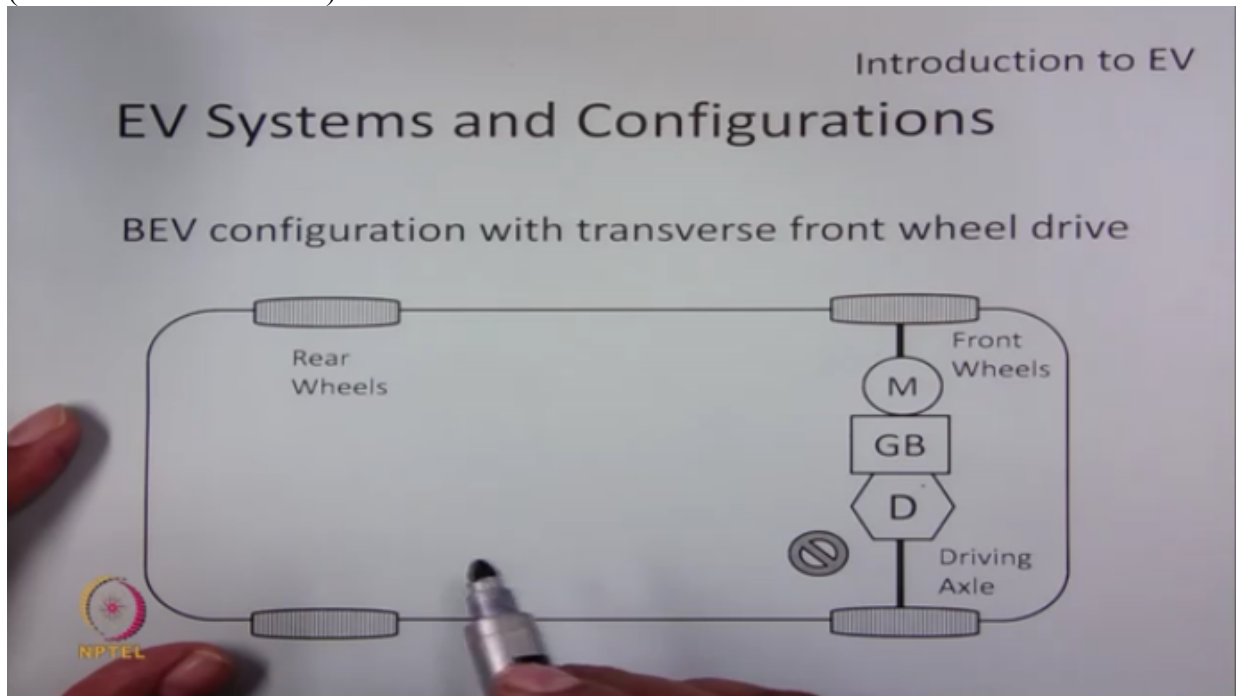 Introduction to EV
EV Systems and Configurations
BEV configuration with transverse front wheel drive
Rear
Wheels
Front
Wheels
M
GB
D
Driving
Axle
NPTEL